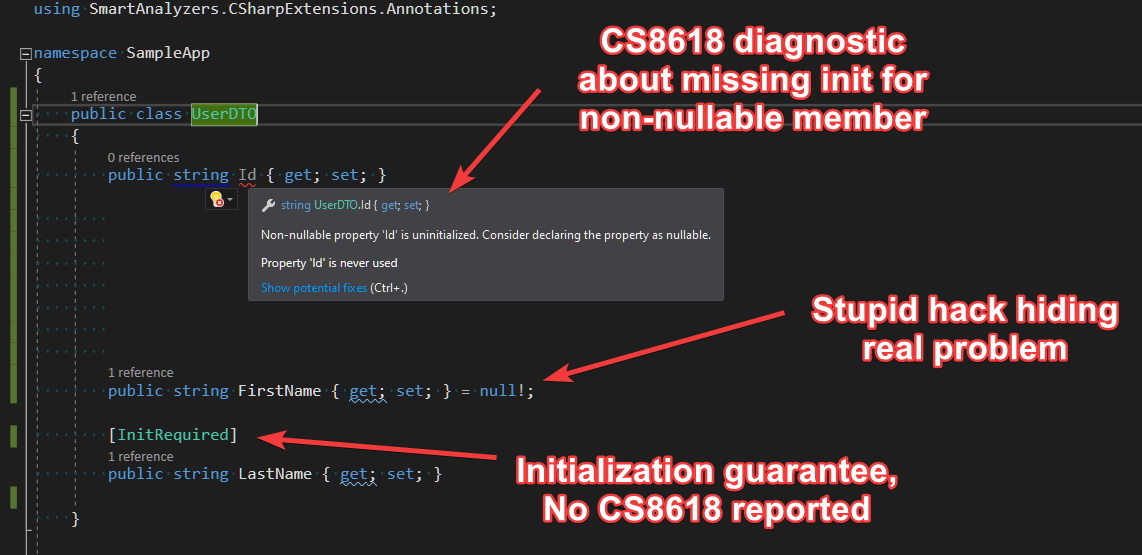 using SmartAnalyzers.CSharpExtensions.Annotations;
CS8618 diagnostic
about missing init for
non-nullable member
namespace SampleApp
{
1 reference
public class UserDTO
{
0 references
public string Id { get; set; }
string UserDTO.Id { get; set; }
Non-nullable property 'Id' is uninitialized. Consider declaring the property as nullable.
Property 'Id' is never used
Show potential fixes (Ctrl+.)
Stupid hack hiding
real problem
1 reference
public string FirstName { get; set; } = null!;
[InitRequired]
1 reference
public string LastName { get; set; }
Initialization guarantee,
No CS8618 reported
}